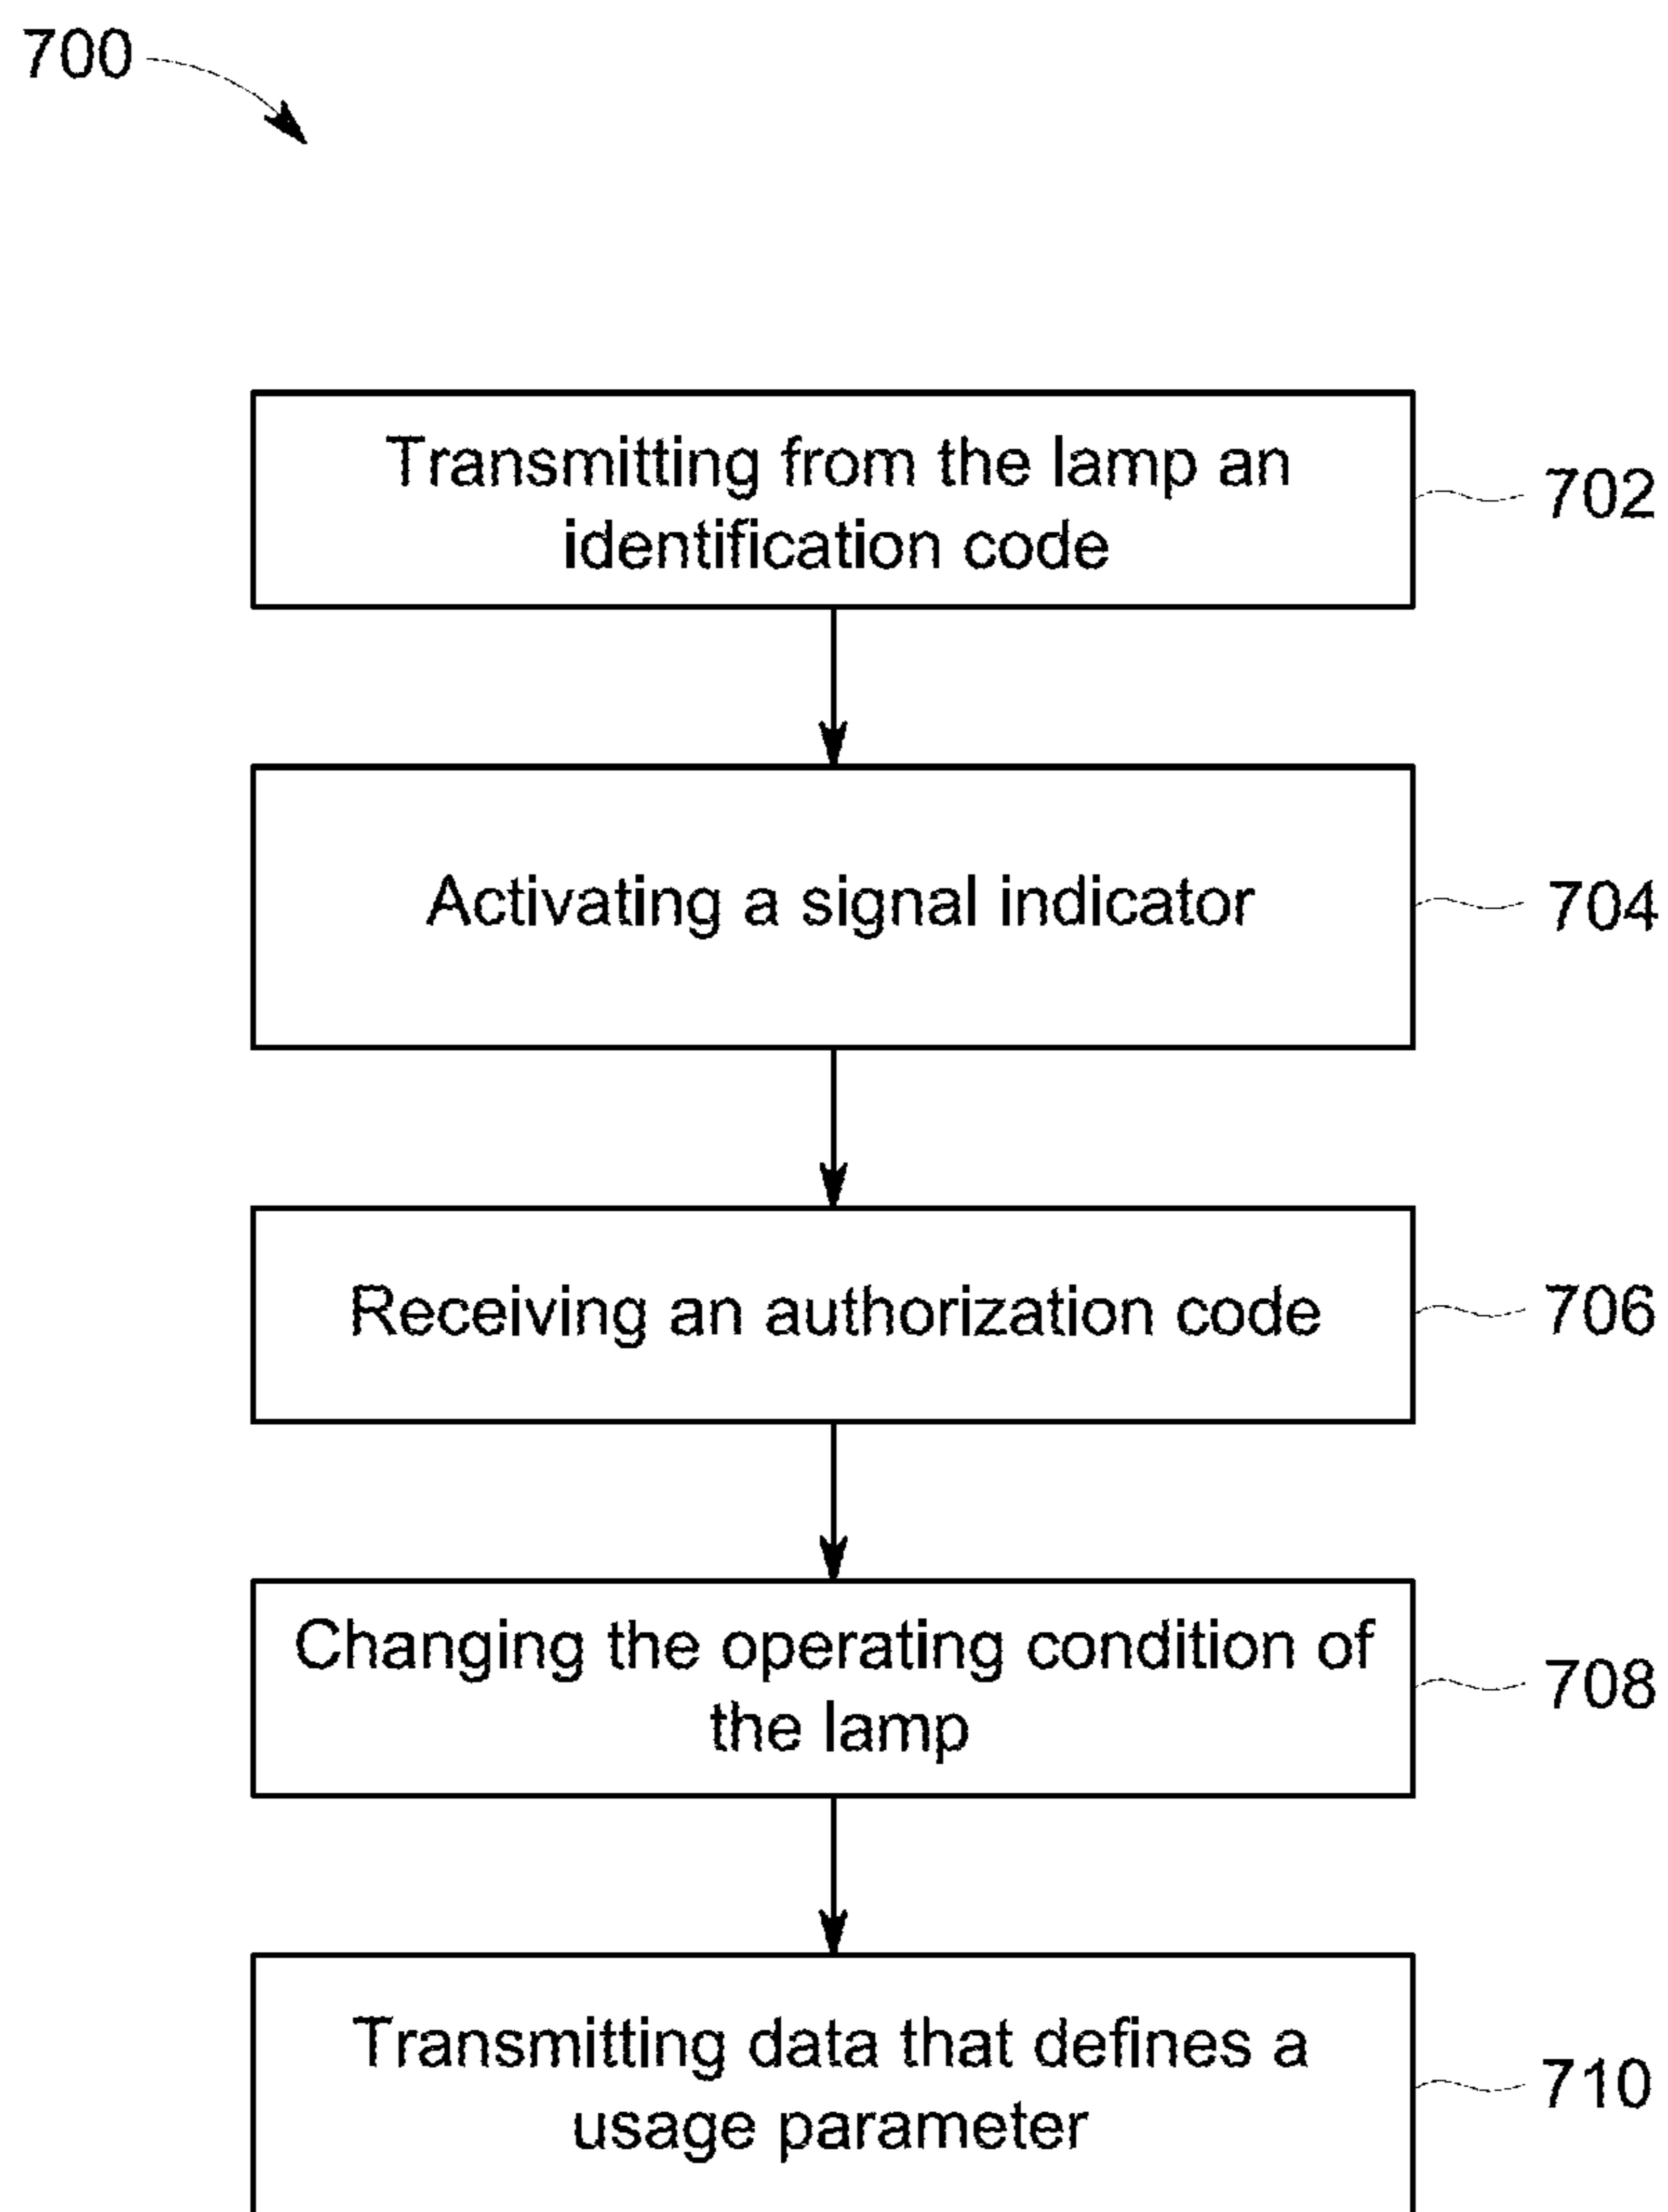 700
Transmitting from the lamp an
identification code
702
Activating a signal indicator
704
Receiving an authorization code
706
Changing the operating condition of
the lamp
708
Transmitting data that defines a
usage parameter
710